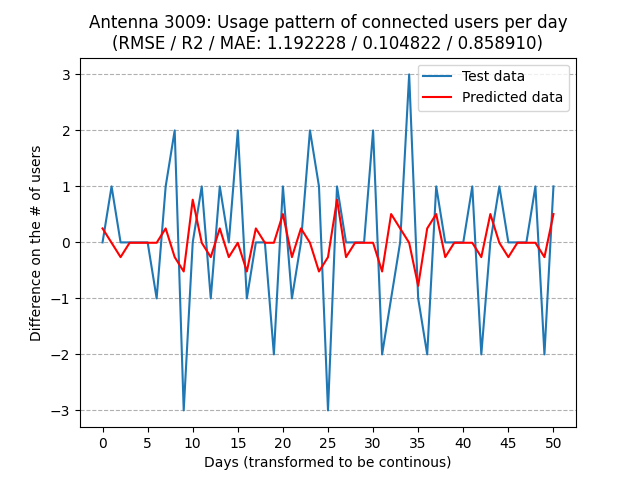 Antenna 3009: Usage pattern of connected users per day
(RMSE / R2 / MAE: 1.192228 / 0.104822 / 0.858910)
Test data
Predicted data
Difference on the # of users
3
2
1
0
−1
−2
−3
0 5 10 15 20 25 30 35 40 45 50
Days (transformed to be continous)